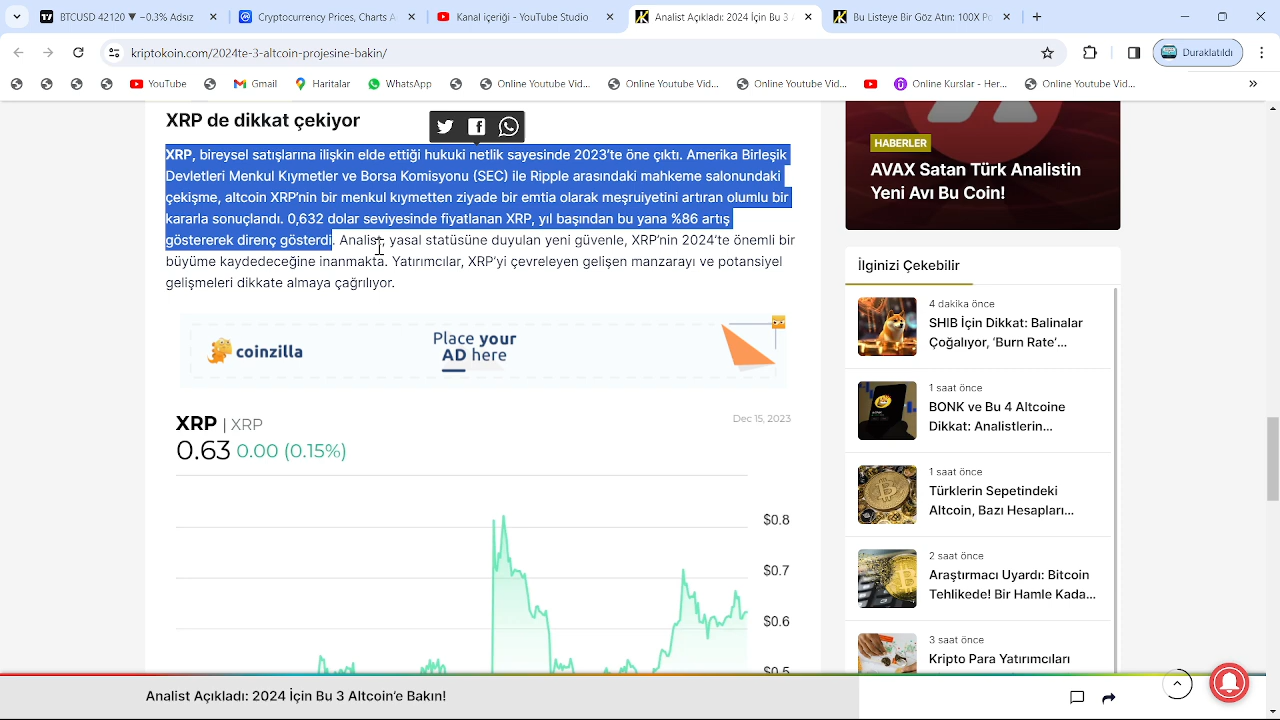 BTCUSD 42.190 ▼ −0.3% Na
Cryptocurrency Prices, Charts A
Kanal içeriği - YouTube Studio
Analist Açıkladı: 2024 İçin Bu 3 A
Bu Listeye Göz Atın: 100X Po
kriptokoin.com/2024te-3-altcoin-projesine-bakin/
Duraklatıldı
YouTube
Gmail
Haritalar
WhatsApp
Online Youtube Vid...
Online Youtube Vid...
Online Youtube Vid...
Online Kurslar - Her...
Online Youtube Vid...
XRP de dikkat çekiyor
XRP, bireysel satışlarına ilişkin elde ettiği hukuki netlik sayesinde 2023'te öne çıktı. Amerika Birleşik
Devletleri Menkul Kıymetler ve Borsa Komisyonu (SEC) ile Ripple arasındaki mahkeme salonundaki
çekişme, altcoin XRP'nin bir menkul kıymetten ziyade bir emtia olarak meşruiyetini artıran olumlu bir
kararla sonuçlandı. 0,632 dolar seviyesinde fiyatlanan XRP, yıl başından bu yana %86 artış
göstererek direnç gösterdi. Analist, yasal statüsüne duyulan yeni güvenle, XRP'nin 2024'te önemli bir
büyüme kaydedeceğine inanmakta. Yatırımcılar, XRP'yi çevreleyen gelişen manzarayı ve potansiyel
gelişmeleri dikkate almaya çağrılıyor.
coinzilla
Place your
AD here
XRP | XRP
Dec 15, 2023
0.63 0.00 (0.15%)
$0.8
$0.7
$0.6
$0.5
HABERLER
AVAX Satan Türk Analistin
Yeni Avı Bu Coin!
İlginizi Çekebilir
4 dakika önce
SHIB İçin Dikkat: Balinalar
Çoğalıyor, 'Burn Rate'...
1 saat önce
BONK ve Bu 4 Altcoine
Dikkat: Analistlerin...
1 saat önce
Türklerin Sepetindeki
Altcoin, Bazı Hesapları...
2 saat önce
Araştırmacı Uyardı: Bitcoin
Tehlikede! Bir Hamle Kada...
3 saat önce
Kripto Para Yatırımcıları
Analist Açıkladı: 2024 İçin Bu 3 Altcoin'e Bakın!